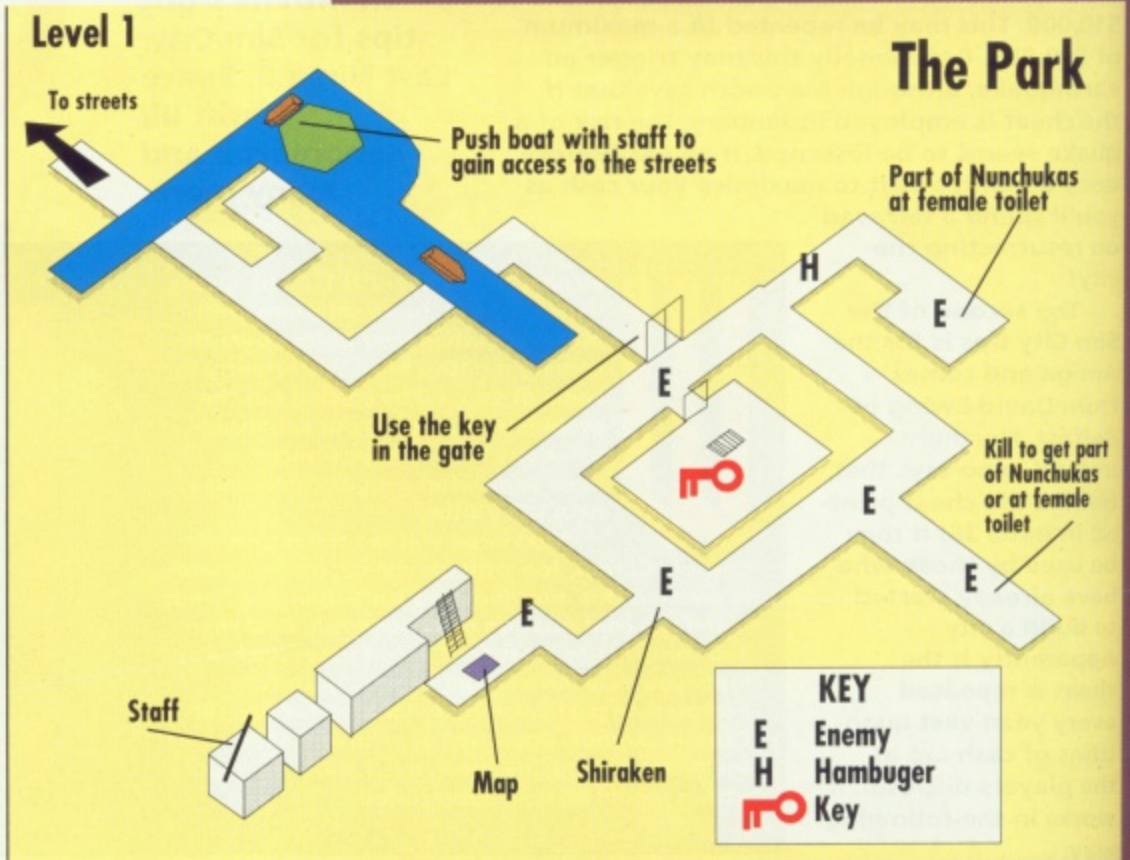 Level 1
The Park
To streets
Push boat with staff to
gain access to the streets
Part of Nunchukas
at female toilet
H
E
E
Use the key
in the gate
Kill to get part
of Nunchukas
or at female
toilet
E
E
E
E
Staff
Map
Shiraken
KEY
E Enemy
H Hambuger
Key